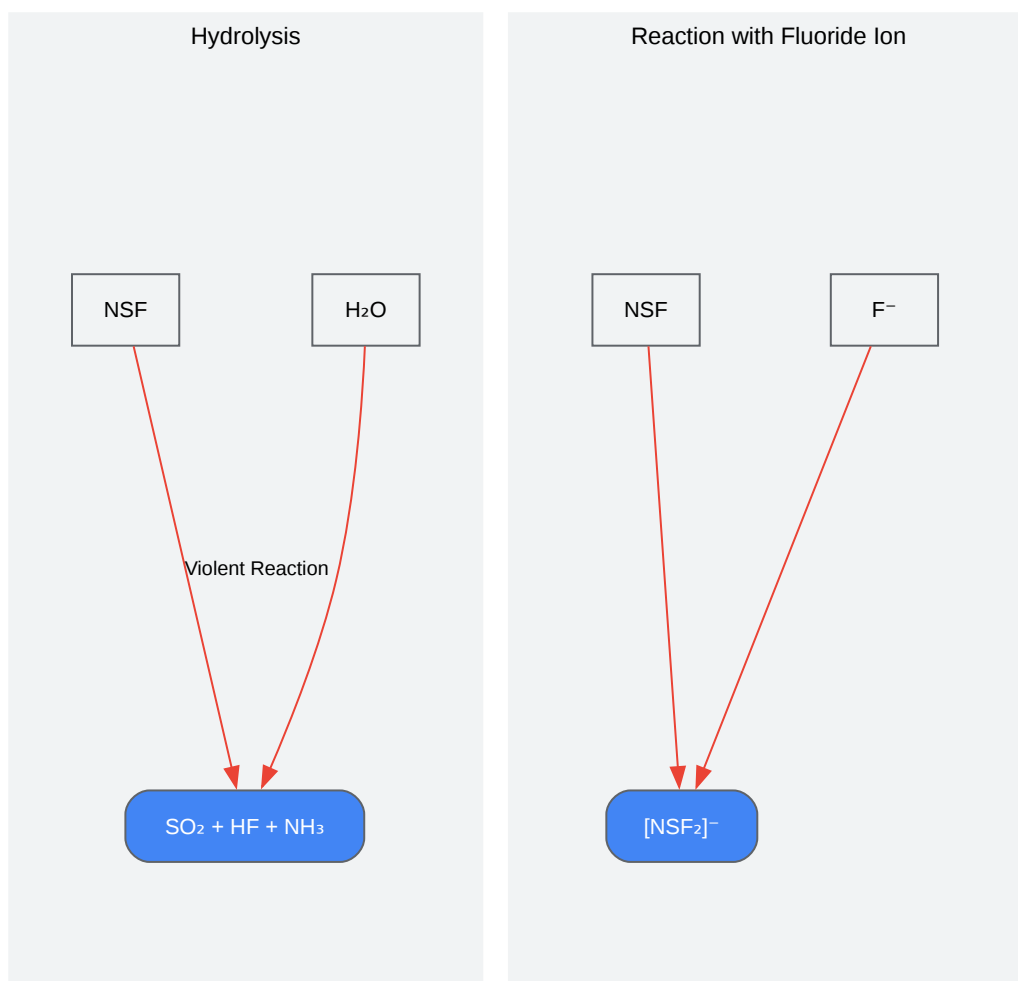 Hydrolysis
NSF
H₂O
Violent Reaction
SO₂ + HF + NH₃
Reaction with Fluoride Ion
NSF
F⁻
[NSF₂]⁻